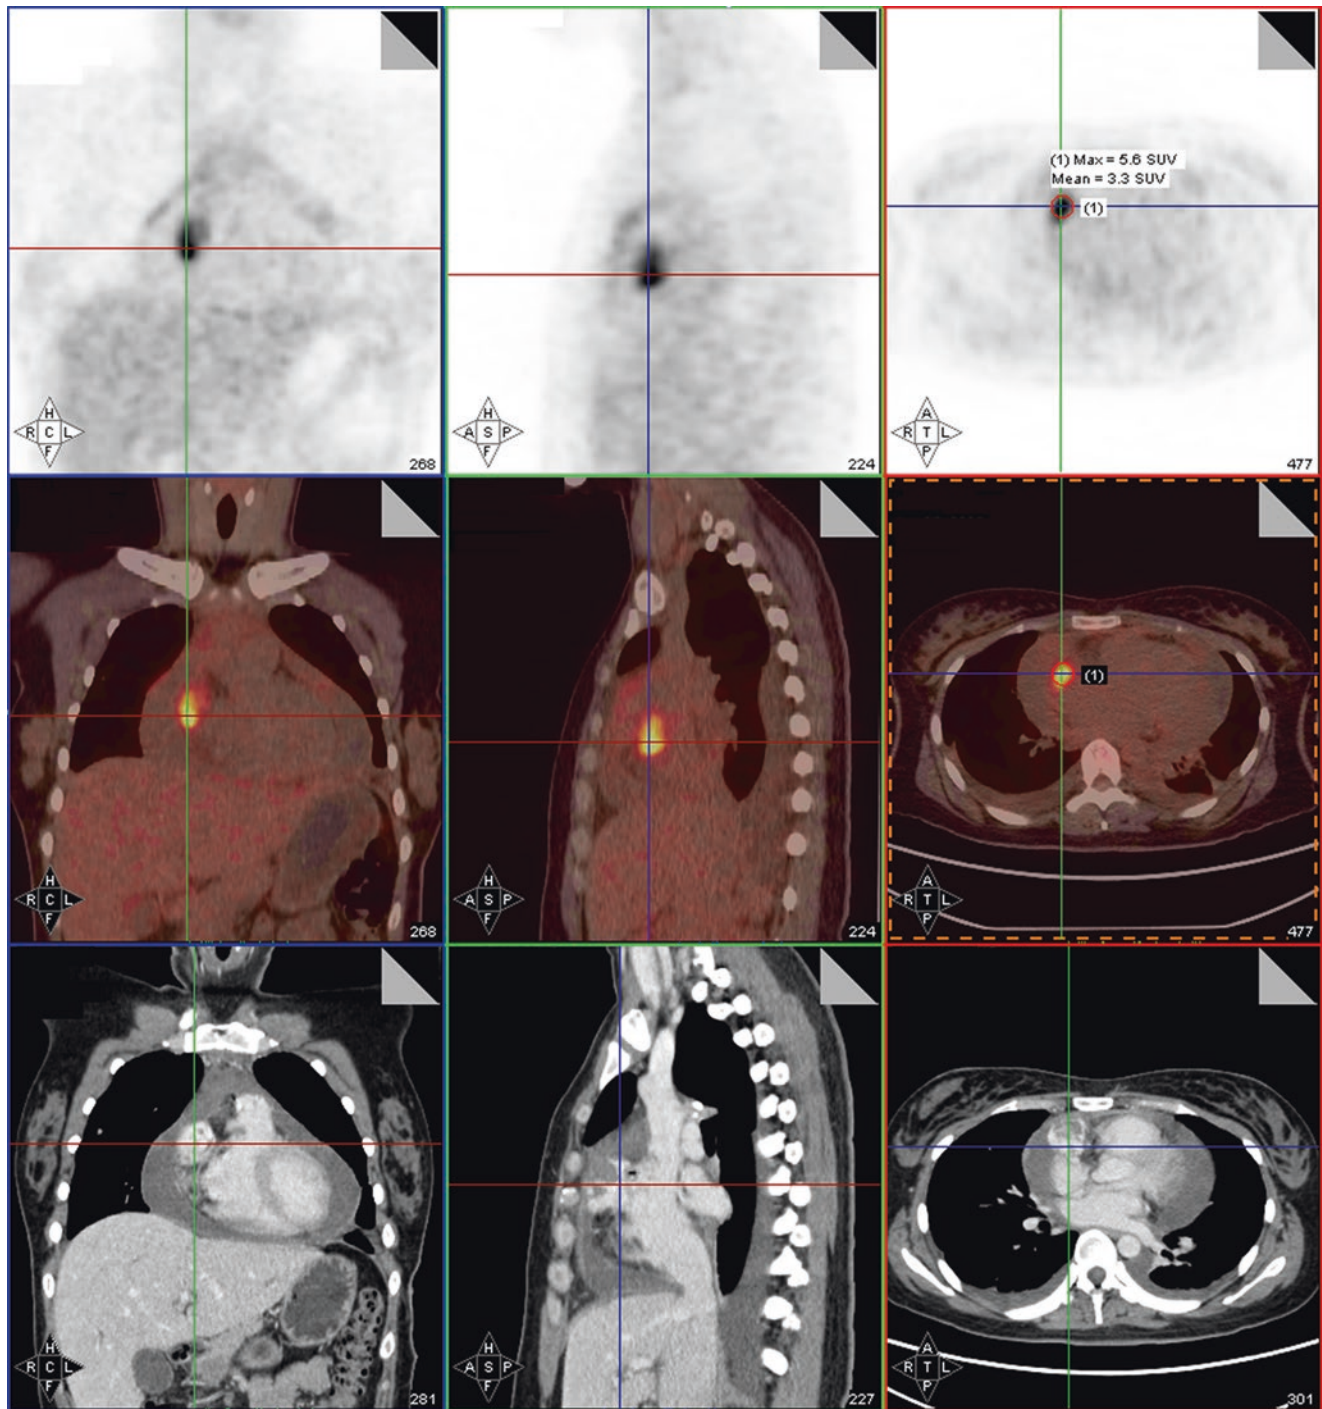 H
R C L
F
268
H
A S P
F
224
(1) Max = 5.6 SUV
Mean = 3.3 SUV
(1)
A
R T L
P
477
H
R C L
F
268
H
A S P
F
224
(1)
A
R T L
P
477
H
R C L
F
281
H
A S P
F
227
A
R T L
P
301